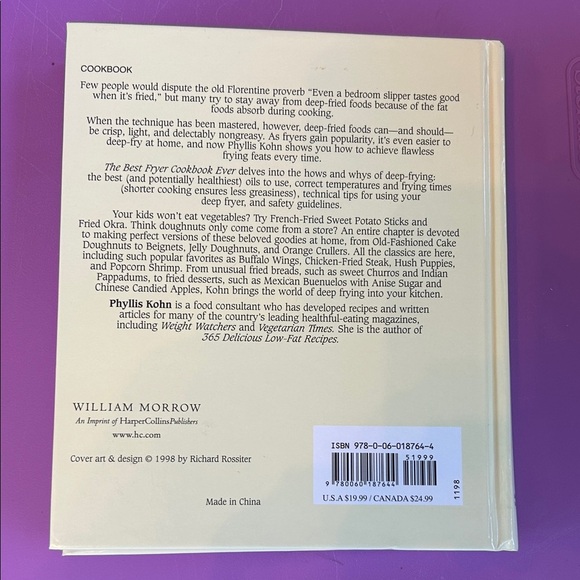 COOKBOOK
Few people would dispute the old Florentine proverb “Even a bedroom slipper tastes good
when it’s fried,” but many try to stay away from deep-fried foods because of the fat
foods absorb during cooking.
When the technique has been mastered, however, deep-fried foods can—and should—
be crisp, light, and delectably nongreasy. As fryers gain popularity, it’s even easier to
deep-fry at home, and now Phyllis Kohn shows you how to achieve flawless
frying feats every time.
The Best Fryer Cookbook Ever delves into the hows and whys of deep-frying:
the best (and potentially healthiest) oils to use, correct temperatures and frying times
(shorter cooking ensures less greasiness), technical tips for using your
deep fryer, and safety guidelines.
Your kids won’t eat vegetables? Try French-Fried Sweet Potato Sticks and
Fried Okra. Think doughnuts only come come from a store? An entire chapter is devoted
to making perfect versions of these beloved goodies at home, from Old-Fashioned Cake
Doughnuts to Beignets, Jelly Doughnuts, and Orange Crullers. All the classics are here,
including such popular favorites as Buffalo Wings, Chicken-Fried Steak, Hush Puppies,
and Popcorn Shrimp. From unusual fried breads, such as sweet Churros and Indian
Pappadums, to fried desserts, such as Mexican Buenuelos with Anise Sugar and
Chinese Candied Apples, Kohn brings the world of deep frying into your kitchen.
Phyllis Kohn is a food consultant who has developed recipes and written
articles for many of the country’s leading healthful-eating magazines,
including Weight Watchers and Vegetarian Times. She is the author of
365 Delicious Low-Fat Recipes.
WILLIAM MORROW
An Imprint of HarperCollinsPublishers
www.hc.com
Cover art & design © 1998 by Richard Rossiter
Made in China
ISBN 978-0-06-018764-4
51999
9 780060 187644
U.S.A $19.99 / CANADA $24.99
1198